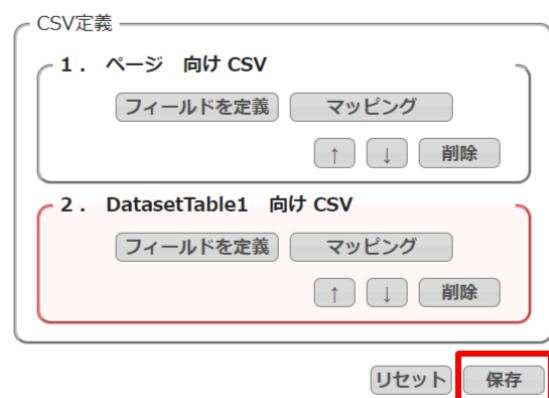 CSV定義
1． ページ 向け CSV
フィールドを定義 マッピング
↑ ↓ 削除
2． DatasetTable1 向け CSV
フィールドを定義 マッピング
↑ ↓ 削除
リセット 保存